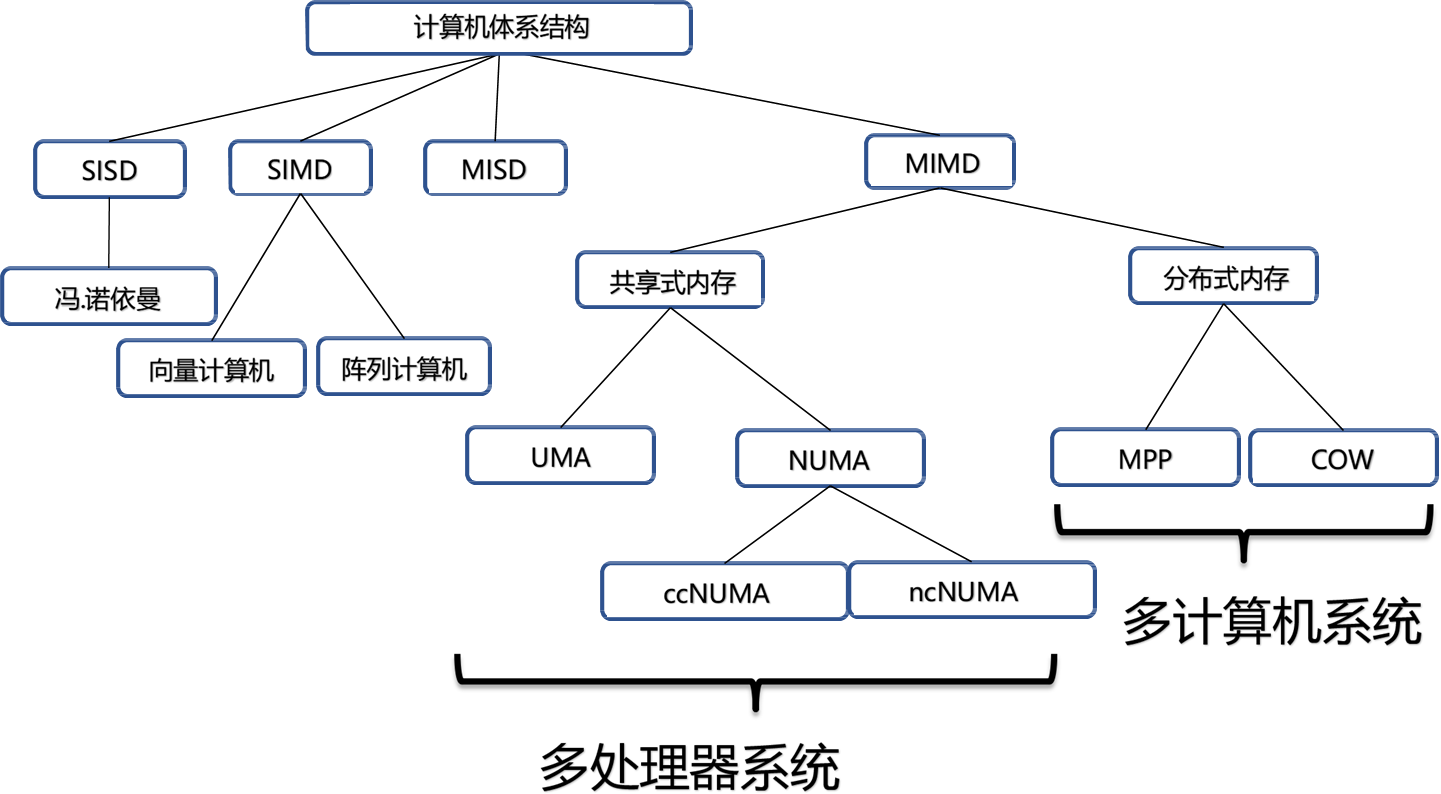 计算机体系结构
SISD
SIMD
MISD
MIMD
冯.诺依曼
共享式内存
分布式内存
向量计算机
阵列计算机
UMA
NUMA
MPP
COW
ccNUMA
ncNUMA
多计算机系统
多处理器系统